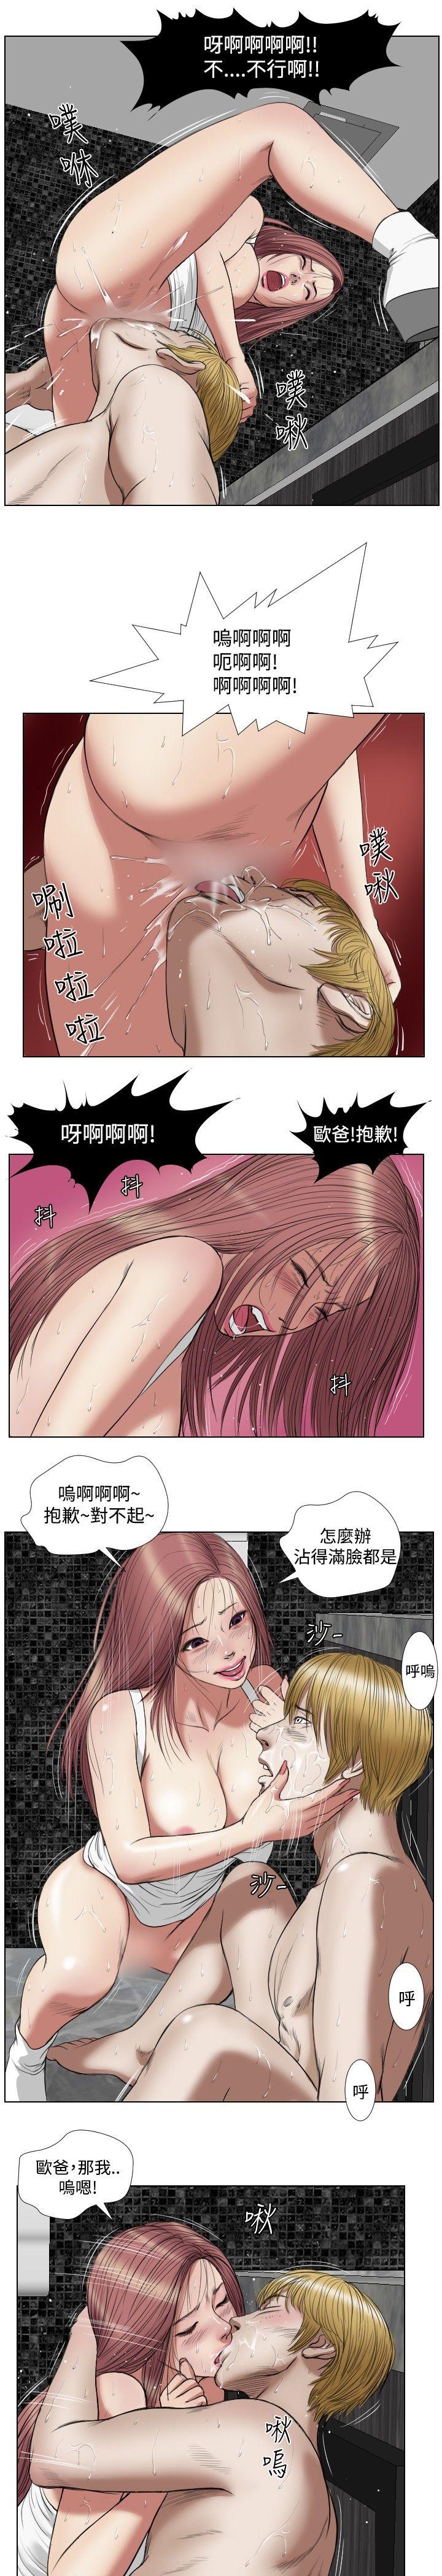 呀啊啊啊啊!!
不....不行啊!!
噗
咻
噗
啾
嗚啊啊啊
呃啊啊!
啊啊啊啊!
噗
啾
唰
啦
啦
啦
呀啊啊啊!
歐爸!抱歉!
抖
抖
抖
嗚啊啊啊~
抱歉~對不起~
怎麼辦
沾得滿臉都是
沙-
呼嗚
沙-
呼
呼
歐爸,那我..
嗚嗯!
啾
啾
嗚